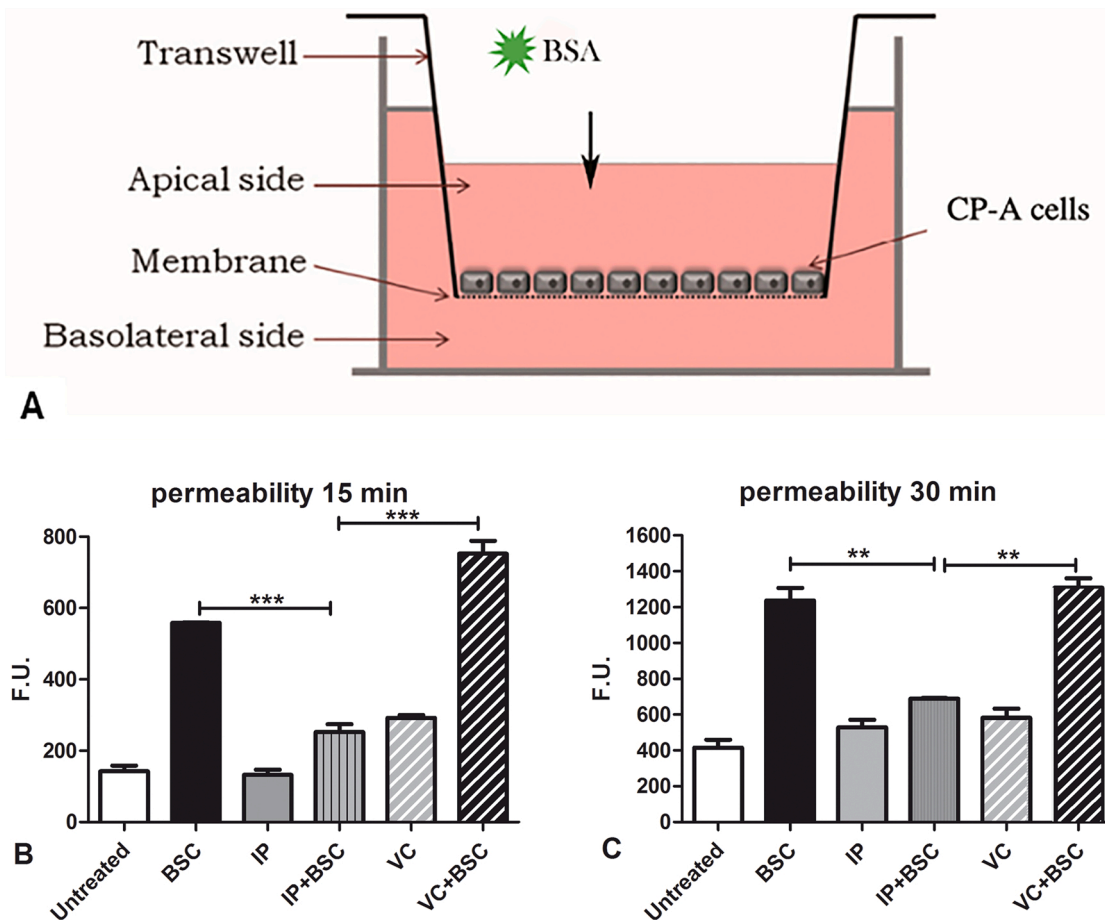 Transwell
BSA
Apical side
CP-A cells
Membrane
Basolateral side
A
permeability 15 min
***
***
800
600
400
200
0
F.U.
Untreated
BSC
IP
IP+BSC
VC
VC+BSC
B
permeability 30 min
**
**
1600
1400
1200
1000
800
600
400
200
0
F.U.
Untreated
BSC
IP
IP+BSC
VC
VC+BSC
C